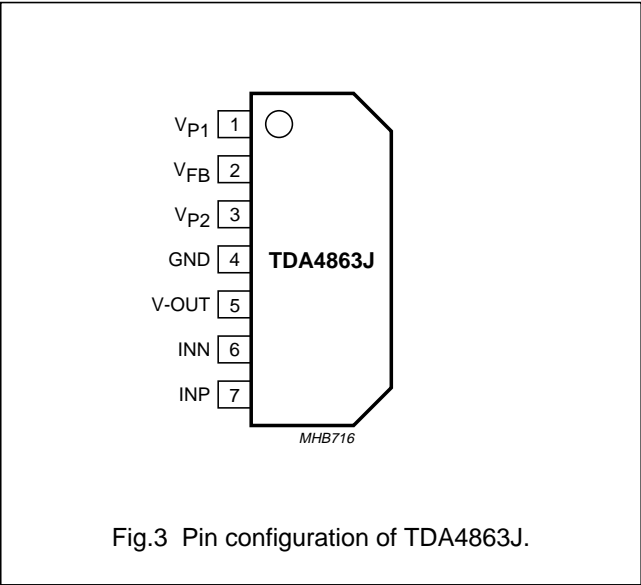 VP1 1
VFB 2
VP2 3
GND 4 TDA4863J
V-OUT 5
INN 6
INP 7
MHB716
Fig.3 Pin configuration of TDA4863J.